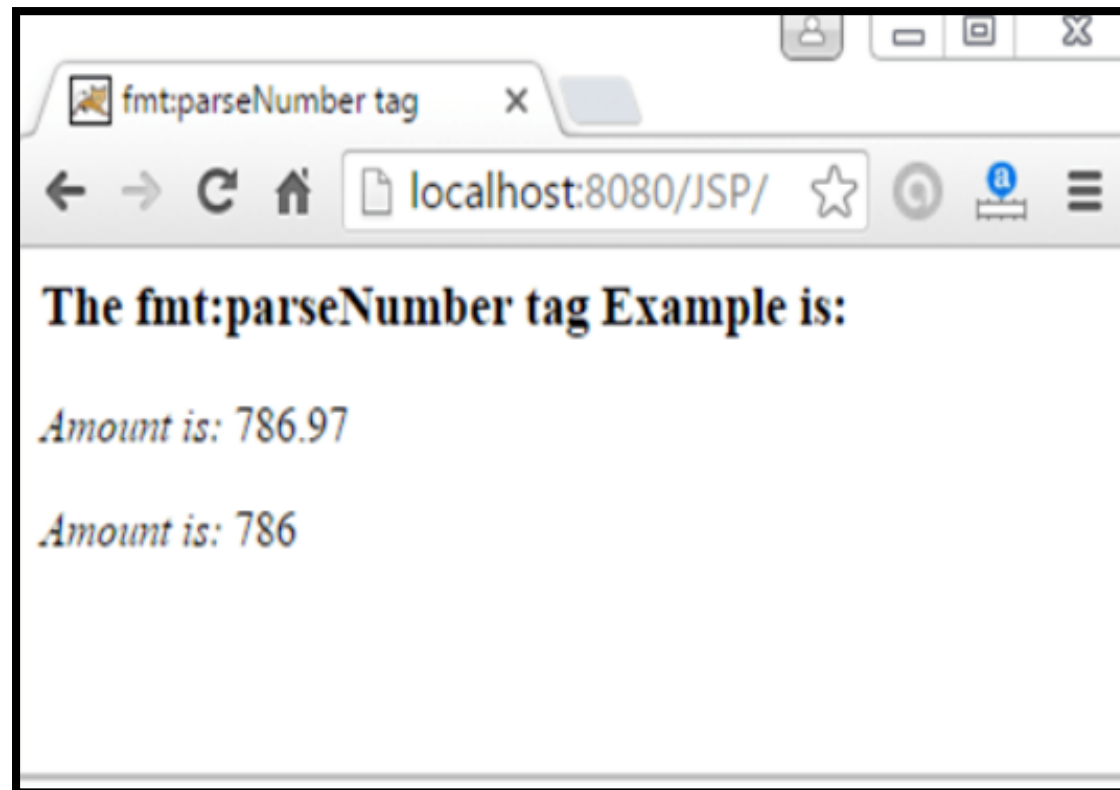 fmt:parseNumber tag
localhost:8080/JSP/
a
The fmt:parseNumber tag Example is:
Amount is: 786.97
Amount is: 786